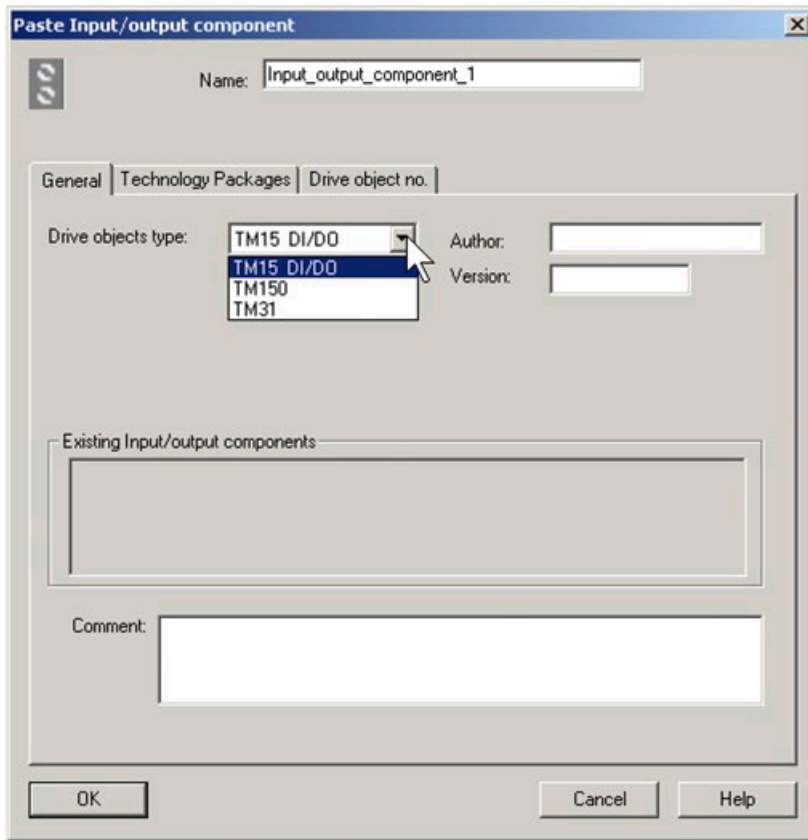 Paste Input/output component
Name: Input_output_component_1
General Technology Packages Drive object no.
Drive objects type: TM15 DI/DO Author:
TM15 DI/DO Version:
TM150
TM31
Existing Input/output components
Comment:
OK Cancel Help